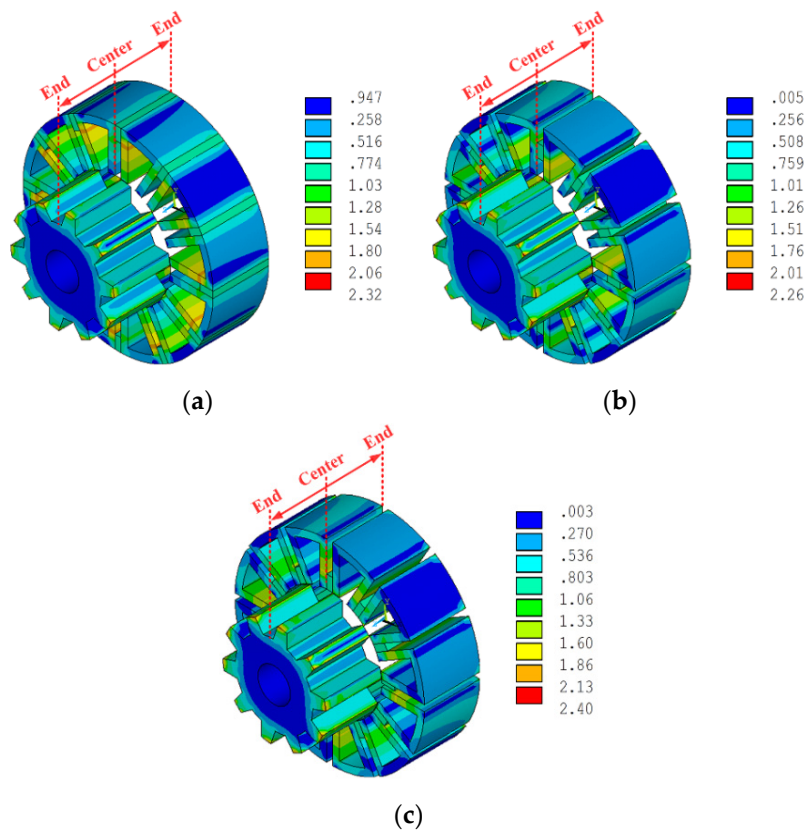 End
Center
End
.947
.258
.516
.774
1.03
1.28
1.54
1.80
2.06
2.32
(a)
End
Center
End
.005
.256
.508
.759
1.01
1.26
1.51
1.76
2.01
2.26
(b)
End
Center
End
.003
.270
.536
.803
1.06
1.33
1.60
1.86
2.13
2.40
(c)